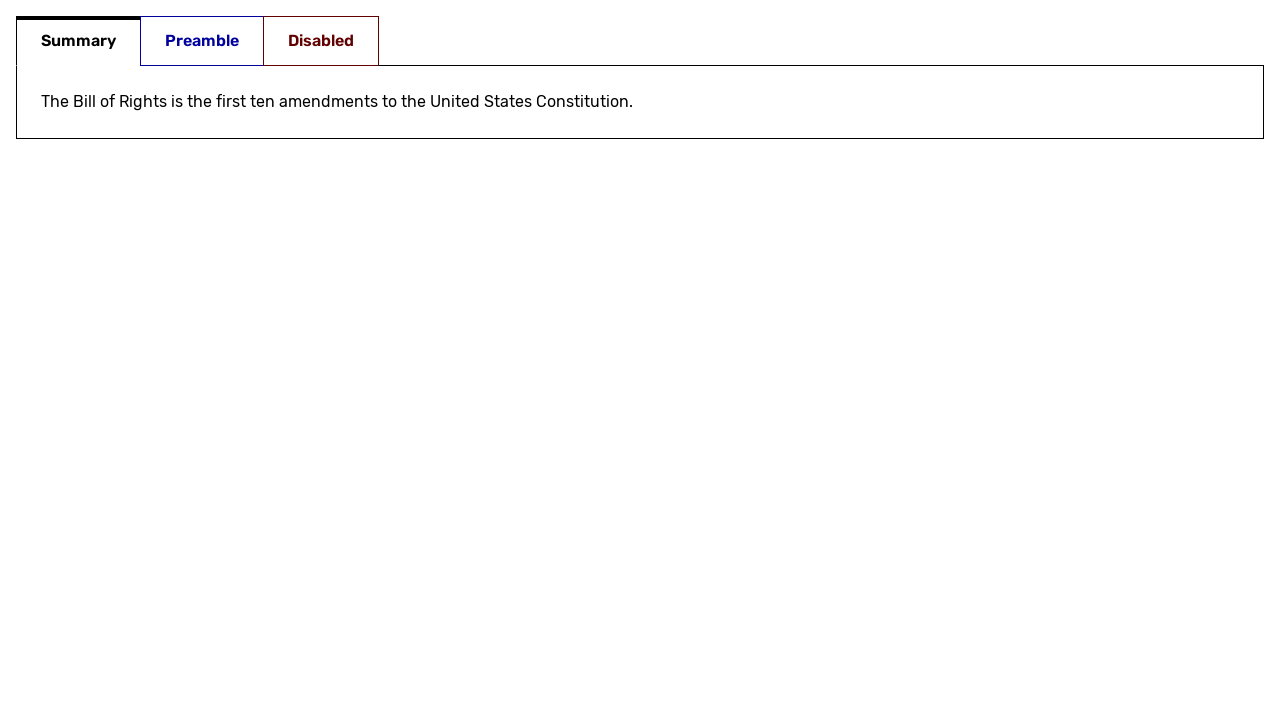 Summary Preamble Disabled
The Bill of Rights is the first ten amendments to the United States Constitution.